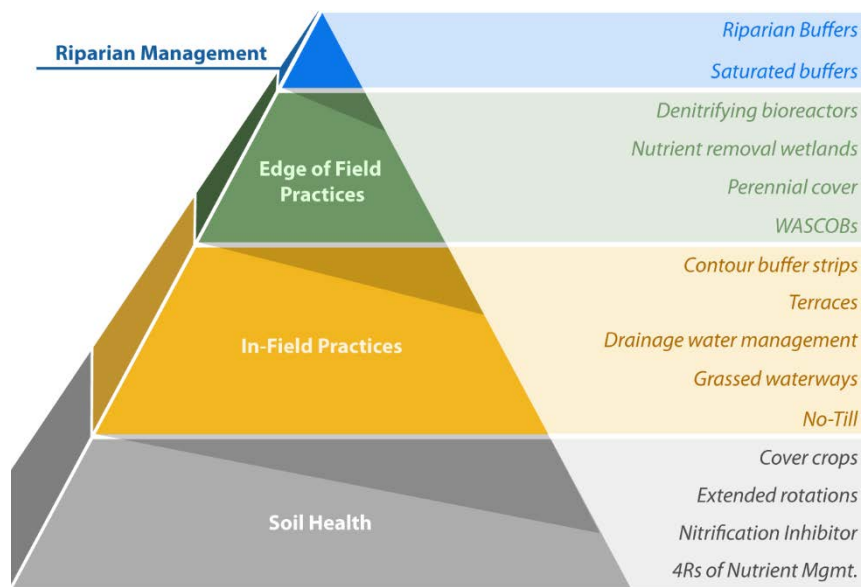 Riparian Management
Riparian Buffers
Saturated buffers
Edge of Field
Practices
Denitrifying bioreactors
Nutrient removal wetlands
Perennial cover
WASCOBs
In-Field Practices
Contour buffer strips
Terraces
Drainage water management
Grassed waterways
No-Till
Soil Health
Cover crops
Extended rotations
Nitrification Inhibitor
4Rs of Nutrient Mgmt.